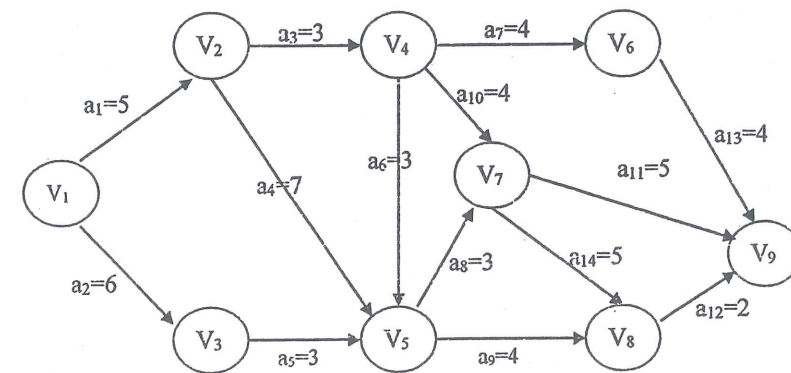 V₂ a₃=3 V₄ a₇=4 V₆
a₁=5 a₁₀=4
a₆=3 a₁₃=4
V₁ a₄=7 V₇ a₁₁=5
V₉
a₂=6 a₈=3 a₁₄=5
a₁₂=2
V₃ a₅=3 V₅ a₉=4 V₈